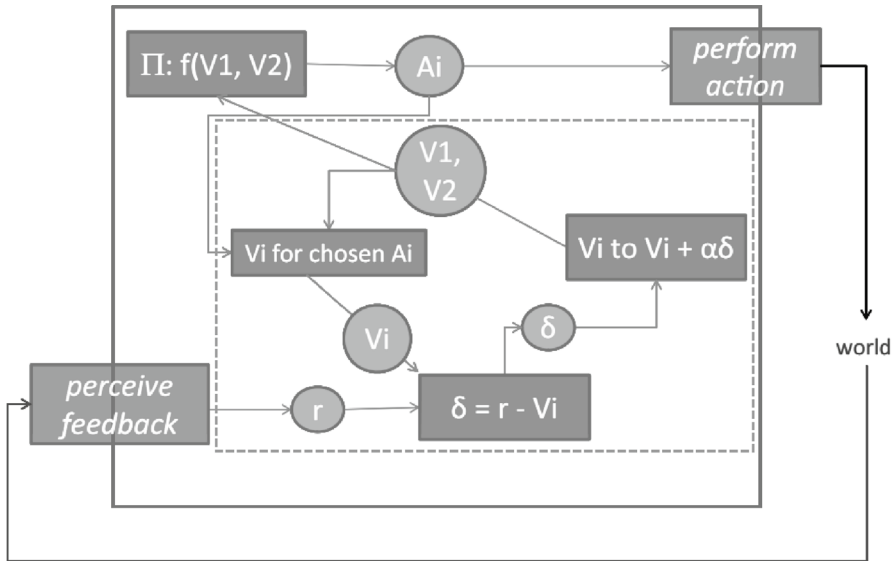 Π: f(V1, V2)
Ai
perform
action
V1,
V2
Vi for chosen Ai
Vi to Vi + αδ
Vi
δ
world
perceive
feedback
r
δ = r - Vi